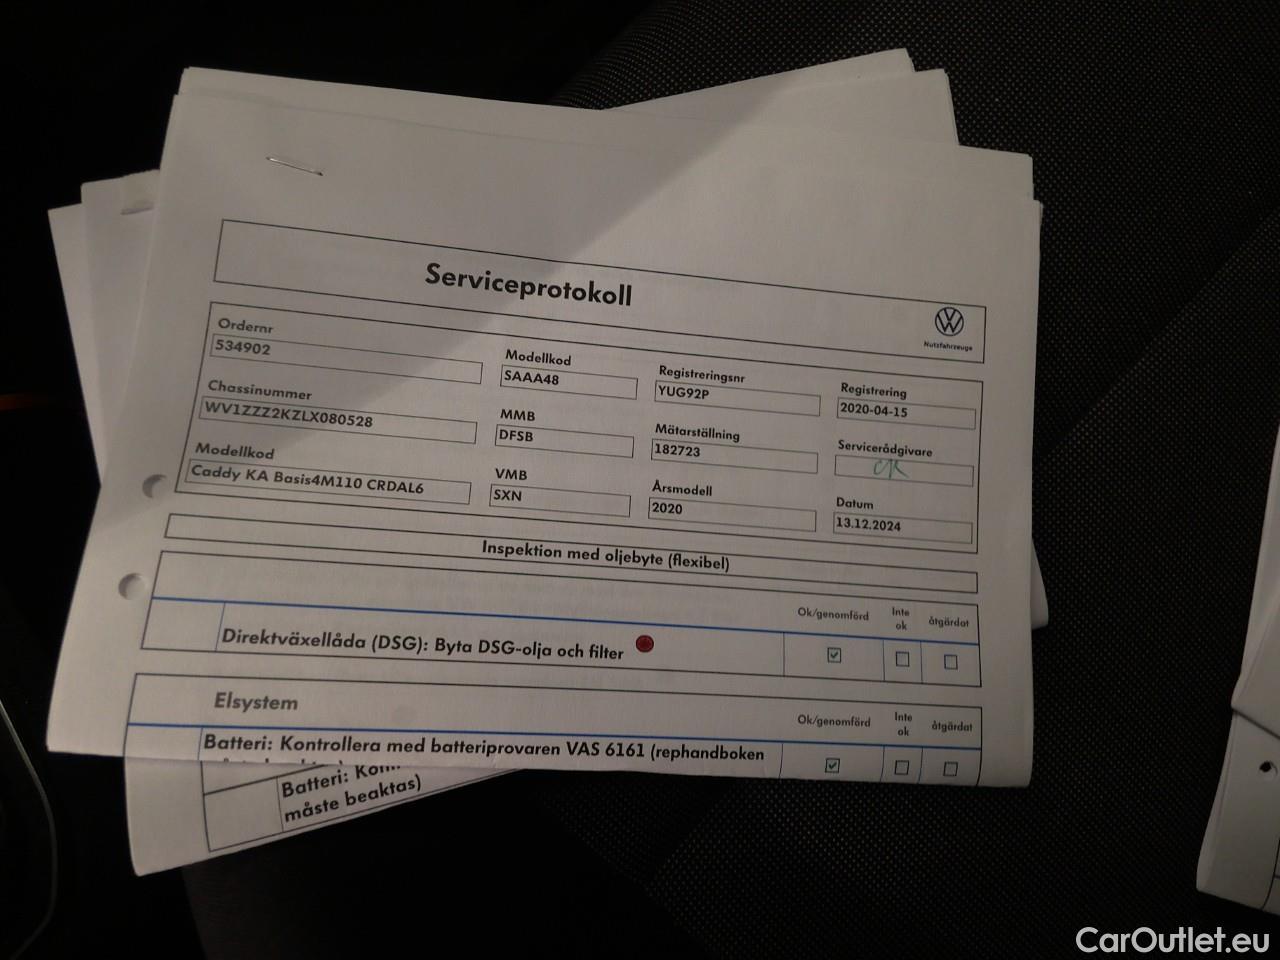 Serviceprotokoll
Nutzfahrzeuge
Ordernr
534902
Modellkod
SAAA48
Registreringsnr
YUG92P
Registrering
2020-04-15
Chassinummer
WV1ZZZ2KZLX080528
MMB
DFSB
Mätarställning
182723
Servicerådgivare
Modellkod
Caddy KA Basis4M110 CRDAL6
VMB
SXN
Årsmodell
2020
Datum
13.12.2024
Inspektion med oljebyte (flexibel)
Ok/genomförd
Inte
ok
åtgärdat
Direktväxellåda (DSG): Byta DSG-olja och filter
Elsystem
Ok/genomförd
Inte
ok
åtgärdat
Batteri: Kontrollera med batteriprovaren VAS 6161 (rephandboken
Batteri:
måste beaktas)
CarOutlet.eu